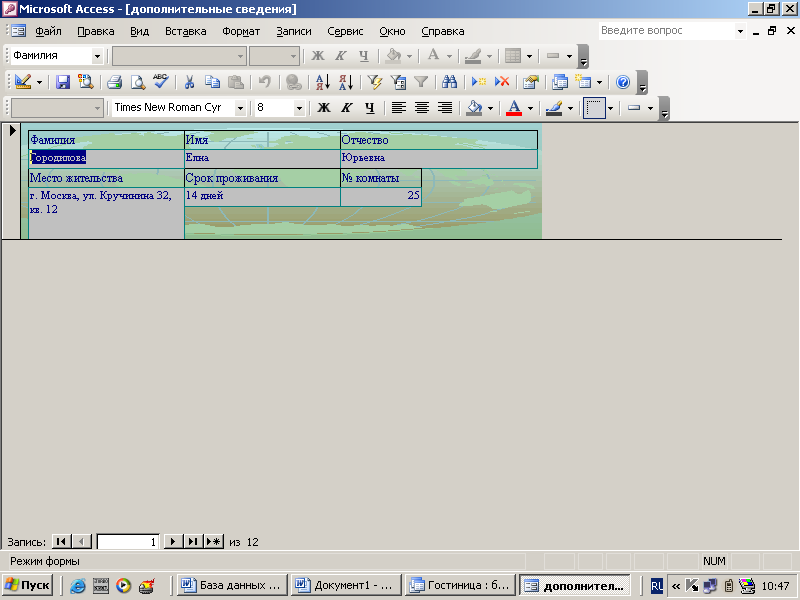 Microsoft Access - [дополнительные сведения]
Файл Правка Вид Вставка Формат Записи Сервис Окно Справка Введите вопрос
Фамилия Ж К Ч A
Times New Roman Cyr 8 Ж К Ч A
Фамилия Имя Отчество
Городилова Елна Юрьевна
Место жительства Срок проживания № комнаты
г. Москва, ул. Кручинина 32, 14 дней 25
кв. 12
Запись: 1 из 12
Режим формы NUM
Пуск База данных ... Документ1 - ... Гостиница : б... дополнител... RU « 10:47